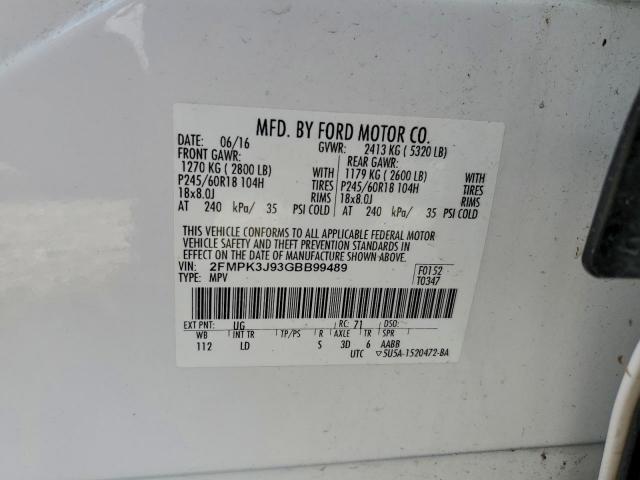 MFD. BY FORD MOTOR CO.
DATE: 06/16 GVWR: 2413 KG ( 5320 LB)
FRONT GAWR: REAR GAWR:
1270 KG ( 2800 LB) WITH 1179 KG ( 2600 LB) WITH
P245/60R18 104H TIRES P245/60R18 104H TIRES
18x8.0J RIMS 18x8.0J RIMS
AT 240 kPa/ 35 PSI COLD AT 240 kPa/ 35 PSI COLD
THIS VEHICLE CONFORMS TO ALL APPLICABLE FEDERAL MOTOR
VEHICLE SAFETY AND THEFT PREVENTION STANDARDS IN
EFFECT ON THE DATE OF MANUFACTURE SHOWN ABOVE.
VIN: 2FMPK3J93GBB99489 F0152
TYPE: MPV T0347
EXT PNT: UG RC: 71 DSO:
WB INT TR TP/PS R AXLE TR SPR
112 LD S 3D 6 AABB
UTC ▽5U5A-1520472-BA